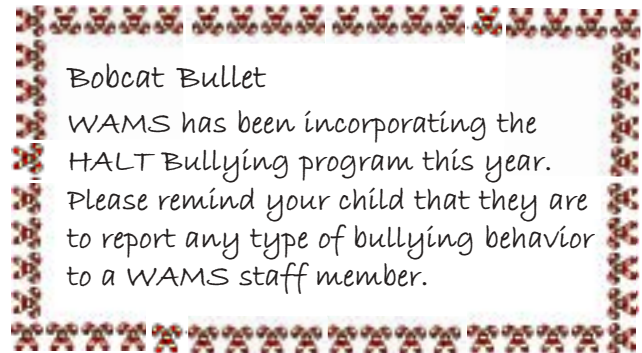 Bobcat Bullet
WAMS has been incorporating the
HALT Bullying program this year.
Please remind your child that they are
to report any type of bullying behavior
to a WAMS staff member.